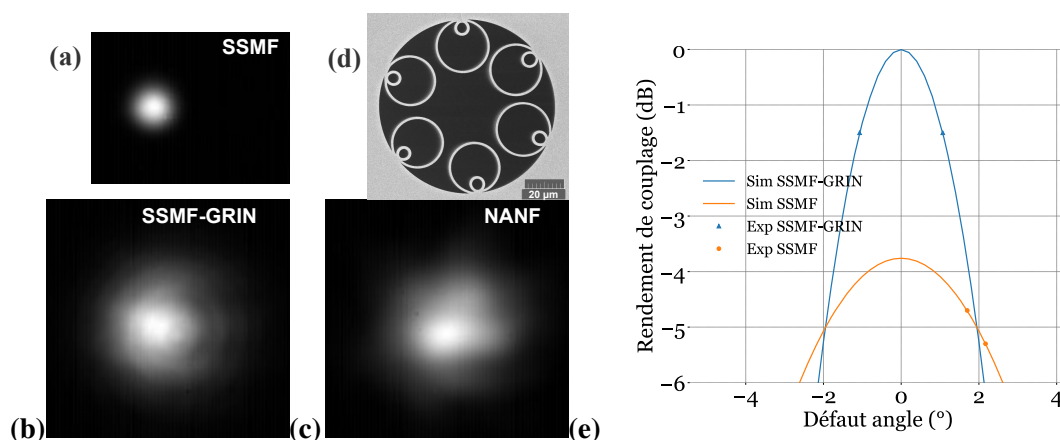 (a)
SSMF
(d)
20 µm
SSMF-GRIN
NANF
(b)
(c)
(e)
Rendement de couplage (dB)
0
−1
−2
−3
−4
−5
−6
Sim SSMF-GRIN
Sim SSMF
Exp SSMF-GRIN
Exp SSMF
−4
−2
0
2
4
Défaut angle (°)